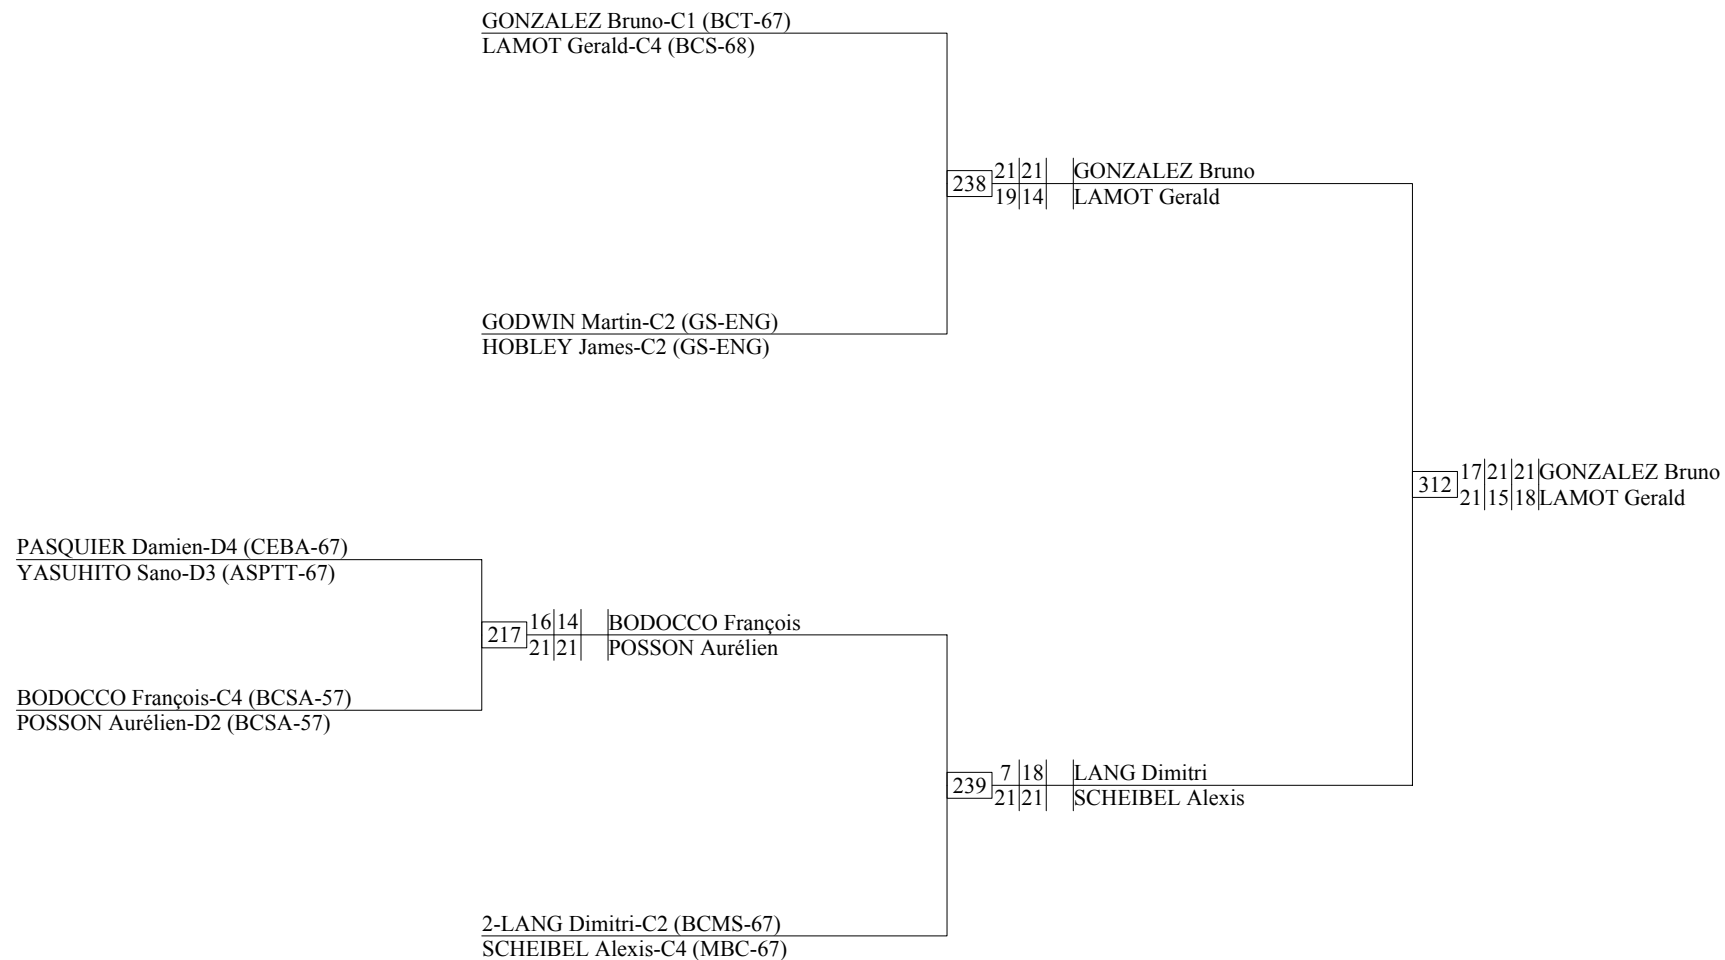 GONZALEZ Bruno-C1 (BCT-67)
LAMOT Gerald-C4 (BCS-68)
238
21 21 GONZALEZ Bruno
19 14 LAMOT Gerald
GODWIN Martin-C2 (GS-ENG)
HOBLEY James-C2 (GS-ENG)
312
17 21 21 GONZALEZ Bruno
21 15 18 LAMOT Gerald
PASQUIER Damien-D4 (CEBA-67)
YASUHITO Sano-D3 (ASPTT-67)
217
16 14 BODOCCO François
21 21 POSSON Aurélien
BODOCCO François-C4 (BCSA-57)
POSSON Aurélien-D2 (BCSA-57)
239
7 18 LANG Dimitri
21 21 SCHEIBEL Alexis
2-LANG Dimitri-C2 (BCMS-67)
SCHEIBEL Alexis-C4 (MBC-67)